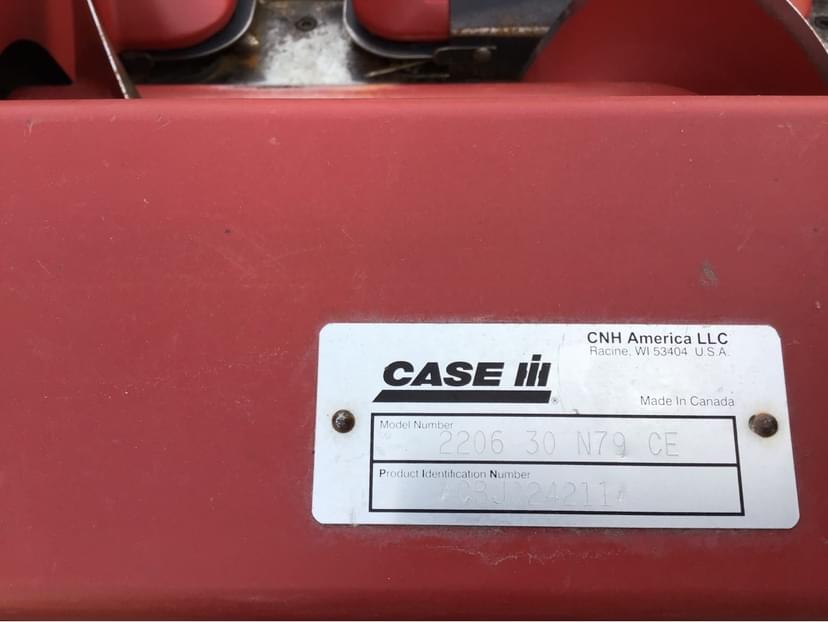 CNH America LLC
Racine, WI 53404 U.S.A.
CASE IH
®
Made In Canada
Model Number
2206 30 N79 CE
Product Identification Number